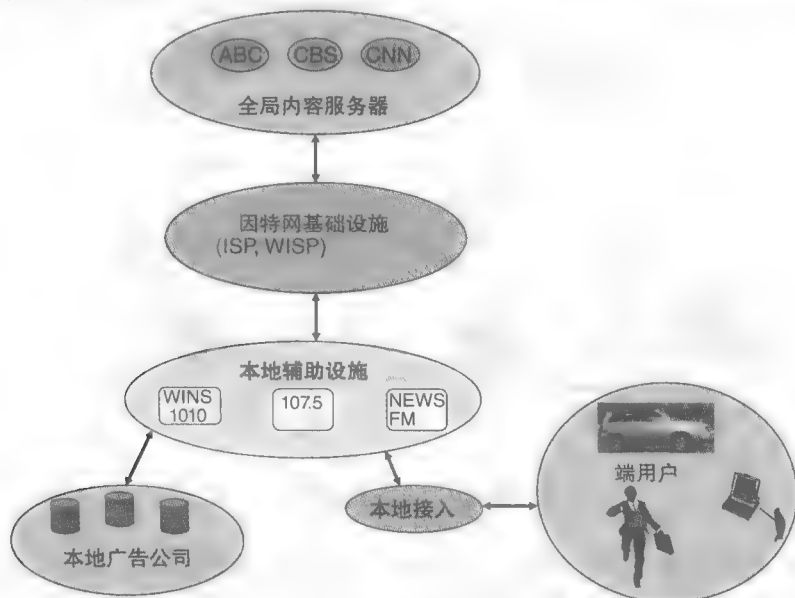 ABC CBS CNN
全局内容服务器
因特网基础设施
(ISP, WISP)
本地辅助设施
WINS
1010
107.5
NEWS
FM
端用户
本地接入
本地广告公司